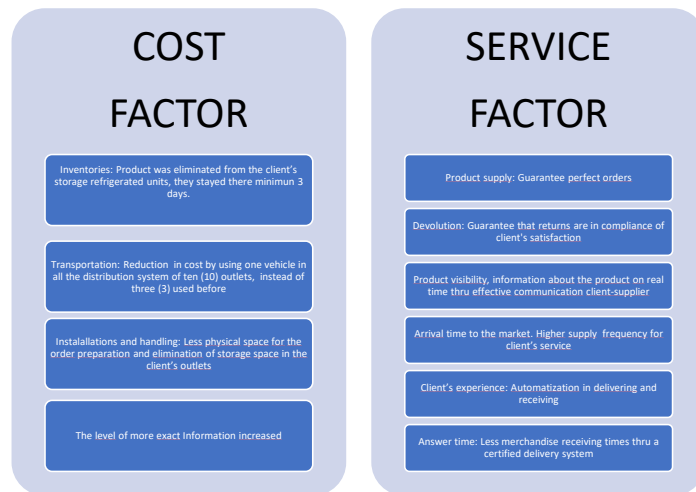 COST
FACTOR
Inventories: Product was eliminated from the client's
storage refrigerated units, they stayed there minimun 3
days.
Transportation: Reduction in cost by using one vehicle in
all the distribution system of ten (10) outlets, instead of
three (3) used before
Instalallations and handling: Less physical space for the
order preparation and elimination of storage space in the
client's outlets
The level of more exact Information increased
SERVICE
FACTOR
Product supply: Guarantee perfect orders
Devolution: Guarantee that returns are in compliance of
client's satisfaction
Product visibility, information about the product on real
time thru effective communication client-supplier
Arrival time to the market. Higher supply frequency for
client's service
Client's experience: Automatization in delivering and
receiving
Answer time: Less merchandise receiving times thru a
certified delivery system